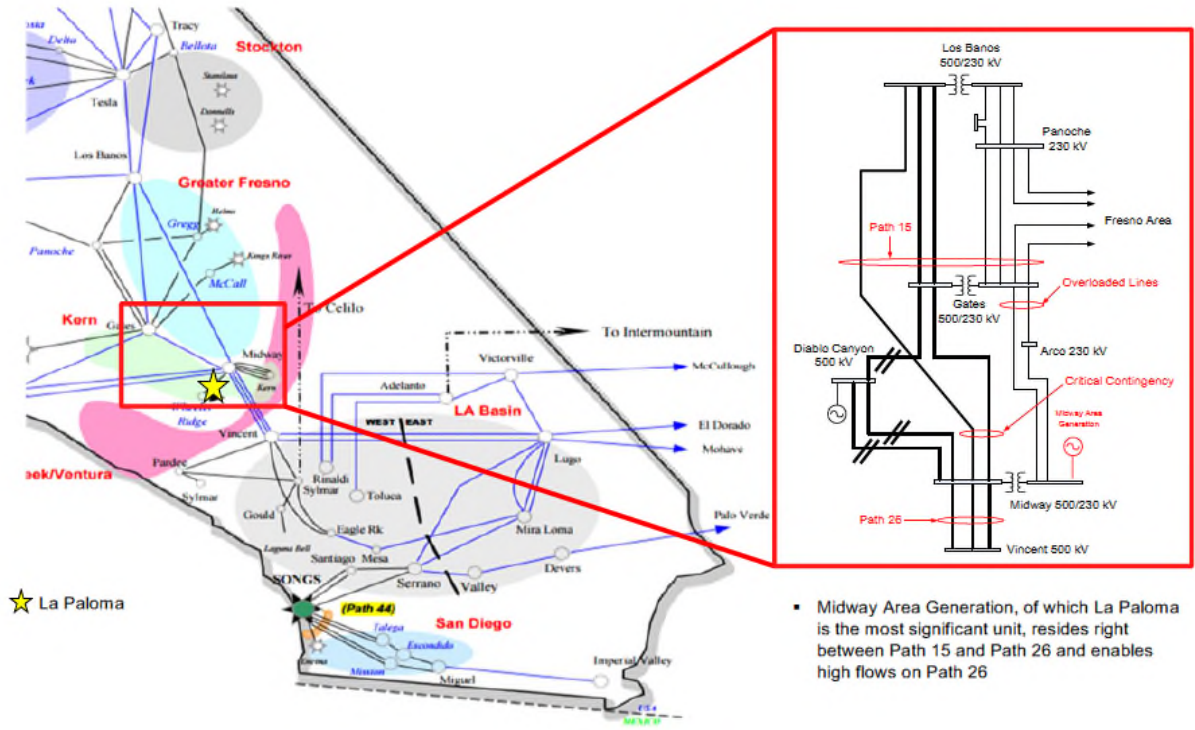 Tracy
Delta
Bellota
Stockton
Stanislaus
Donnells
Tesla
Los Banos
Greater Fresno
Helms
Gregg
Kings River
Panoche
McCall
To Celilo
Kern
Gates
Midway
Kern
Ridge
To Intermountain
Victorville
McCullough
Adelanto
WEST
EAST
LA Basin
El Dorado
Mohave
Vincent
eek/Ventura
Pardee
Sylmar
Rinaldi
Sylmar
Toluca
Lugo
Gould
Eagle Rk
Mira Loma
Palo Verde
Laguna Bell
Santiago
Mesa
Serrano
Valley
Devers
SONGS
(Path 44)
San Diego
Talega
Escondido
Encina
Mission
Miguel
Imperial Valley
U.S.A.
MEXICO
La Paloma
Los Banos
500/230 kV
Panoche
230 kV
Fresno Area
Path 15
Overloaded Lines
Gates
500/230 kV
Arco 230 kV
Diablo Canyon
500 kV
Critical Contingency
Midway Area
Generation
Midway 500/230 kV
Path 26
Vincent 500 kV
▪ Midway Area Generation, of which La Paloma
is the most significant unit, resides right
between Path 15 and Path 26 and enables
high flows on Path 26